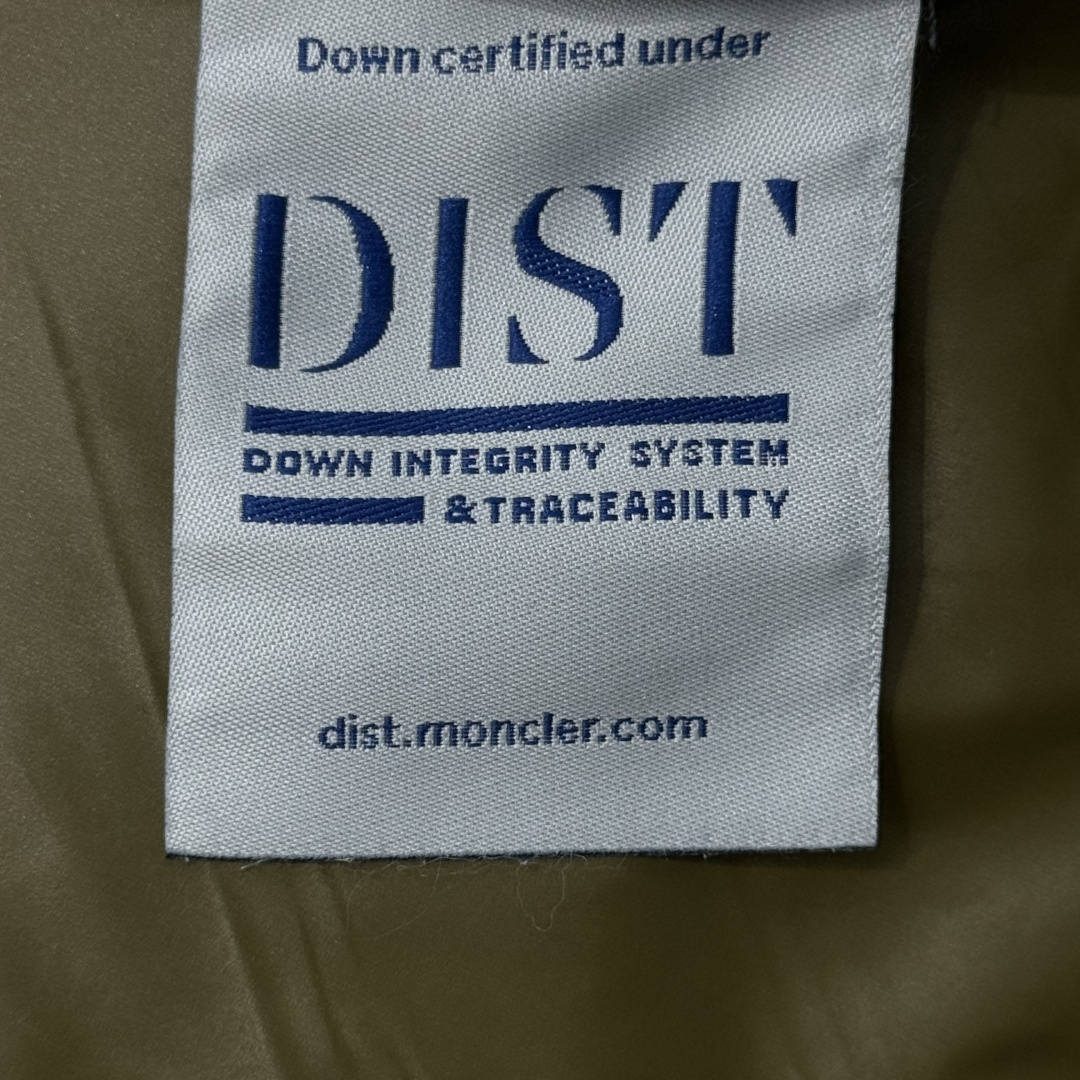 Down certified under
DIST
DOWN INTEGRITY SYSTEM
& TRACEABILITY
dist.moncler.com